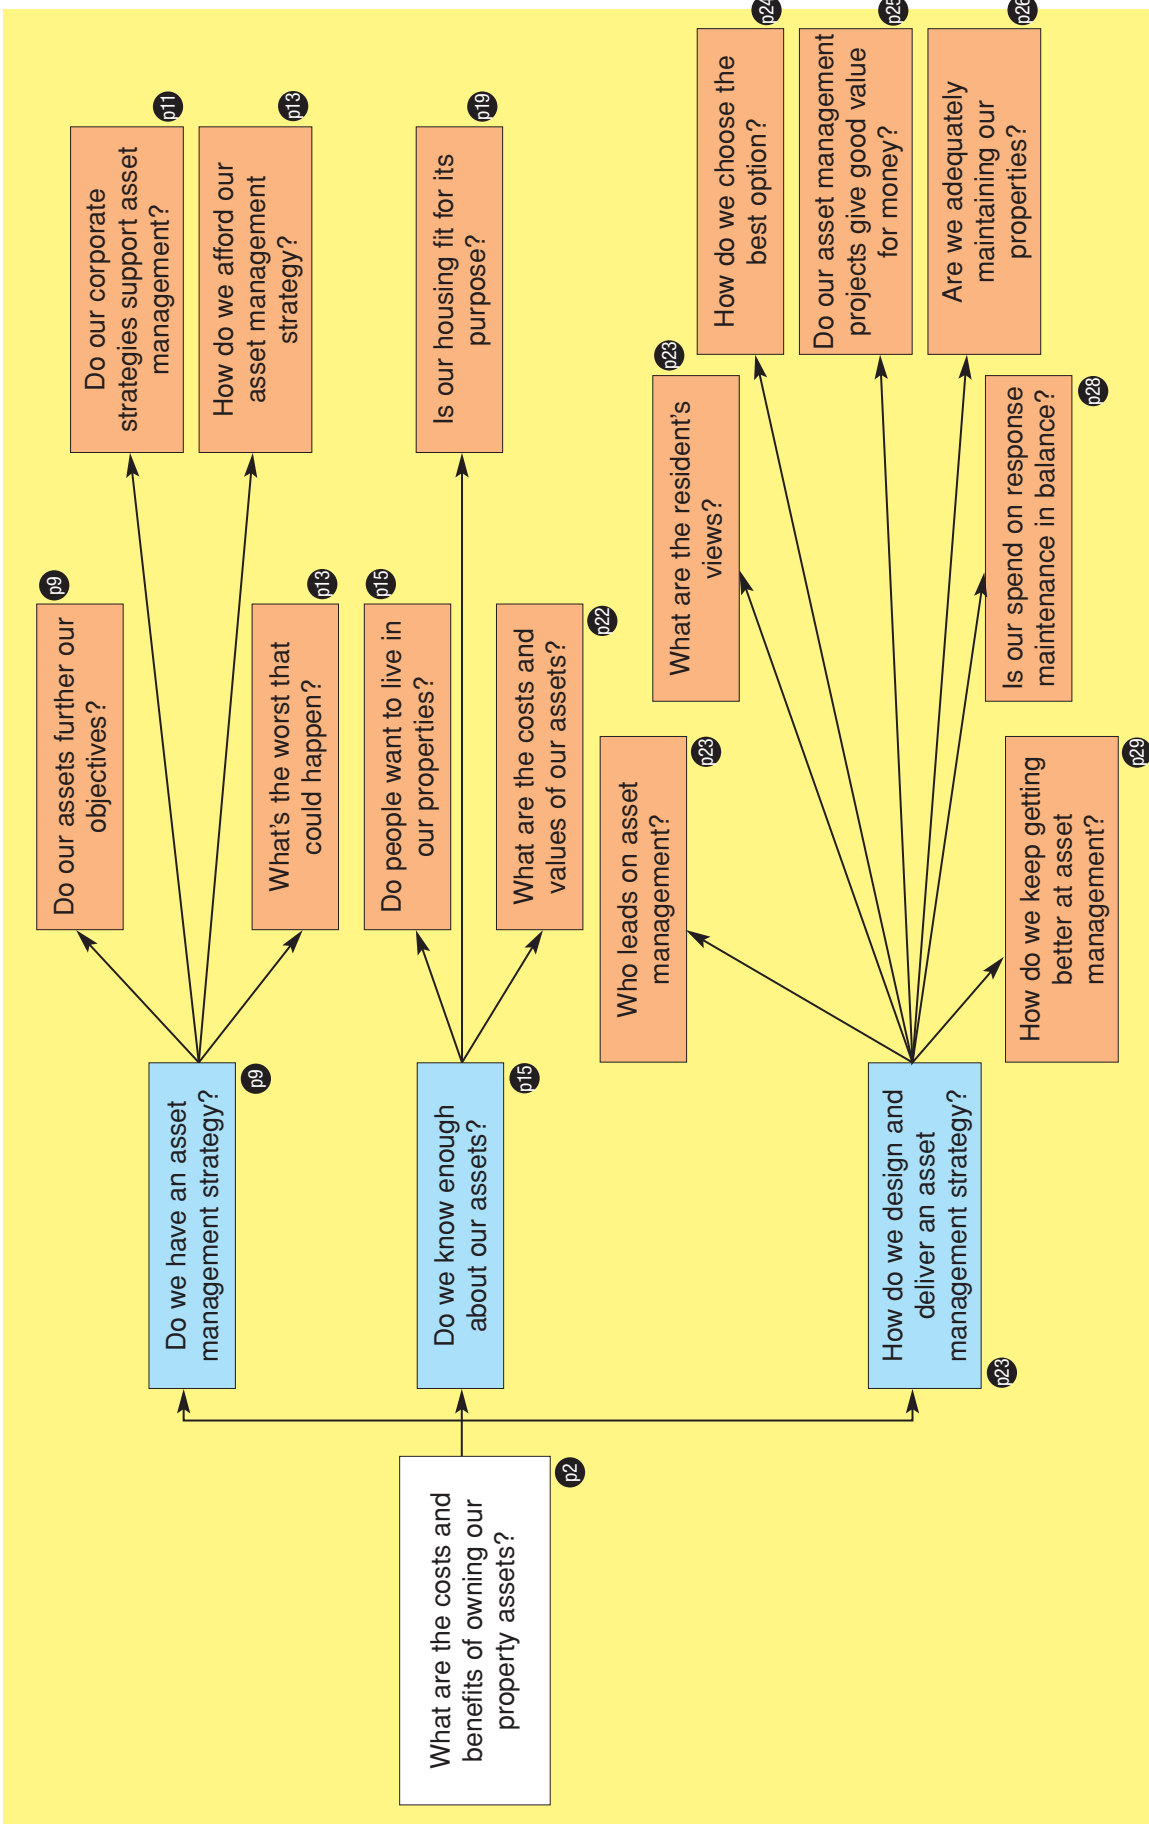 What are the costs and
benefits of owning our
property assets?
p2
Do we have an asset
management strategy?
p9
Do our assets further our
objectives?
p9
Do our corporate
strategies support asset
management?
p11
How do we afford our
asset management
strategy?
p13
What's the worst that
could happen?
p13
Do we know enough
about our assets?
p15
Do people want to live in
our properties?
p15
Is our housing fit for its
purpose?
p19
What are the costs and
values of our assets?
p22
How do we design and
deliver an asset
management strategy?
p23
Who leads on asset
management?
p23
What are the resident's
views?
p23
How do we choose the
best option?
p24
Do our asset management
projects give good value
for money?
p25
Are we adequately
maintaining our
properties?
p26
Is our spend on response
maintenance in balance?
p28
How do we keep getting
better at asset
management?
p29